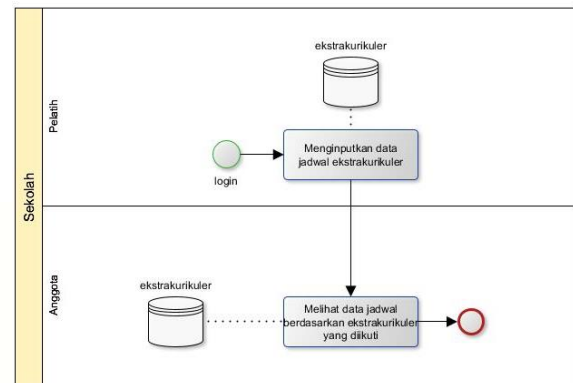 Sekolah
Pelatih
ekstrakurikuler
login
Menginputkan data
jadwal ekstrakurikuler
Anggota
ekstrakurikuler
Melihat data jadwal
berdasarkan ekstrakurikuler
yang diikuti